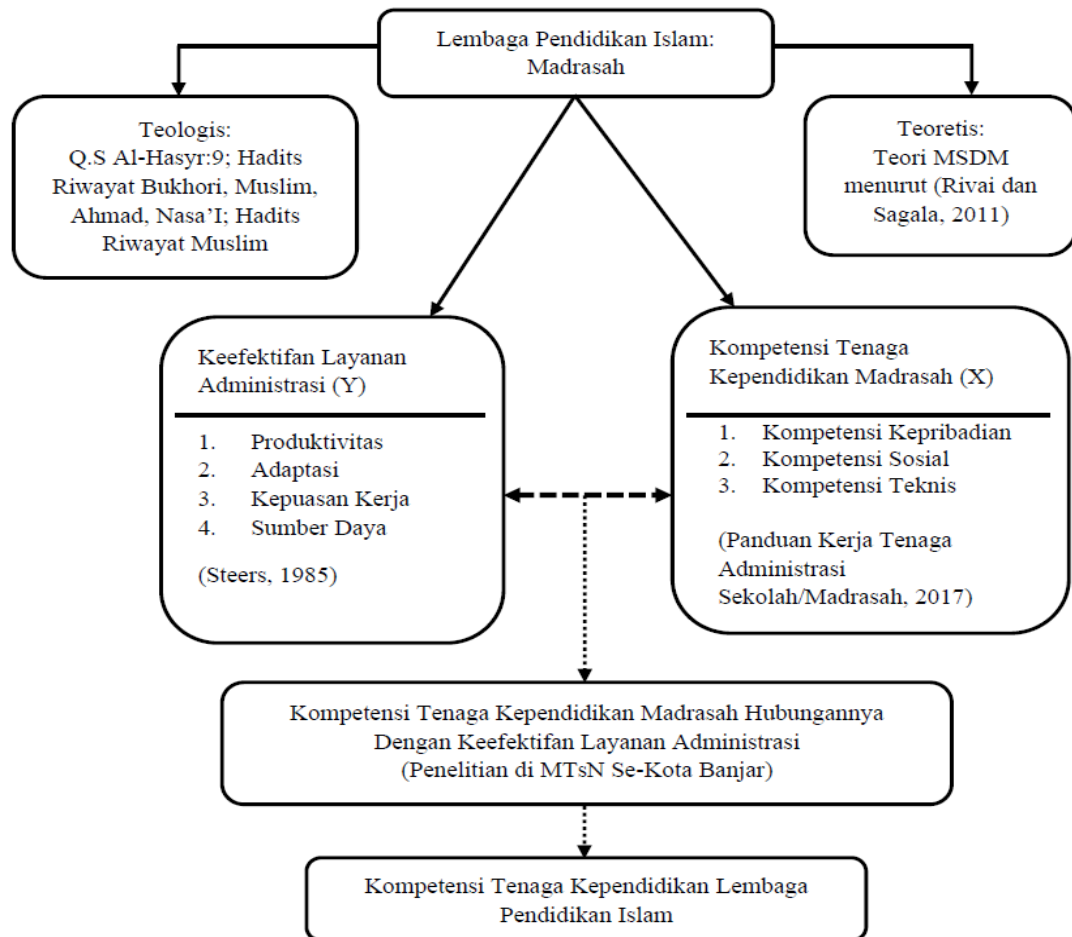 Lembaga Pendidikan Islam:
Madrasah
Teologis:
Q.S Al-Hasyr:9; Hadits
Riwayat Bukhori, Muslim,
Ahmad, Nasa’I; Hadits
Riwayat Muslim
Teoretis:
Teori MSDM
menurut (Rivai dan
Sagala, 2011)
Keefektifan Layanan
Administrasi (Y)
1. Produktivitas
2. Adaptasi
3. Kepuasan Kerja
4. Sumber Daya
(Steers, 1985)
Kompetensi Tenaga
Kependidikan Madrasah (X)
1. Kompetensi Kepribadian
2. Kompetensi Sosial
3. Kompetensi Teknis
(Panduan Kerja Tenaga
Administrasi
Sekolah/Madrasah, 2017)
Kompetensi Tenaga Kependidikan Madrasah Hubungannya
Dengan Keefektifan Layanan Administrasi
(Penelitian di MTsN Se-Kota Banjar)
Kompetensi Tenaga Kependidikan Lembaga
Pendidikan Islam